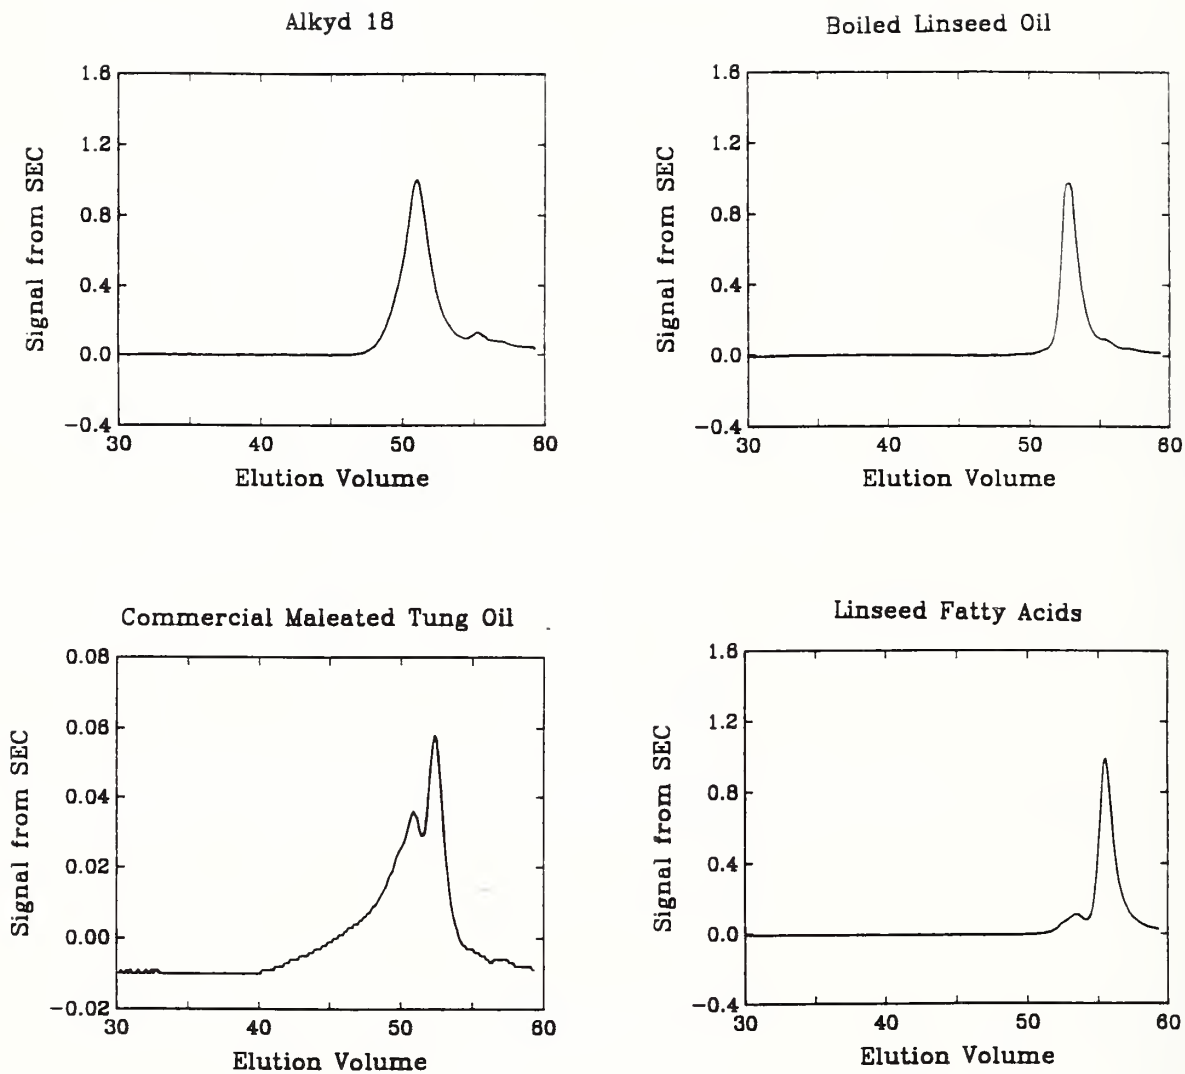 Alkyd 18
1.6
1.2
0.8
0.4
0.0
-0.4
30 40 50 60
Signal from SEC
Elution Volume
Boiled Linseed Oil
1.6
1.2
0.8
0.4
0.0
-0.4
30 40 50 60
Signal from SEC
Elution Volume
Commercial Maleated Tung Oil
0.08
0.06
0.04
0.02
0.00
-0.02
30 40 50 60
Signal from SEC
Elution Volume
Linseed Fatty Acids
1.6
1.2
0.8
0.4
0.0
-0.4
30 40 50 60
Signal from SEC
Elution Volume